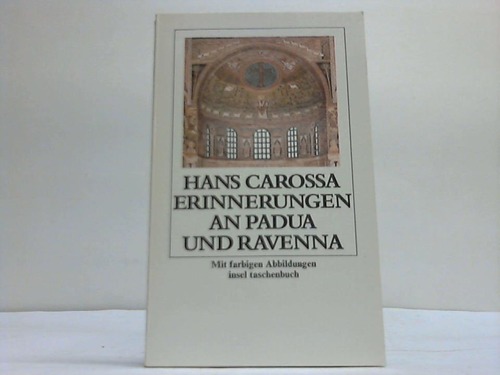 HANS CAROSSA
ERINNERUNGEN
AN PADUA
UND RAVENNA
Mit farbigen Abbildungen
insel taschenbuch